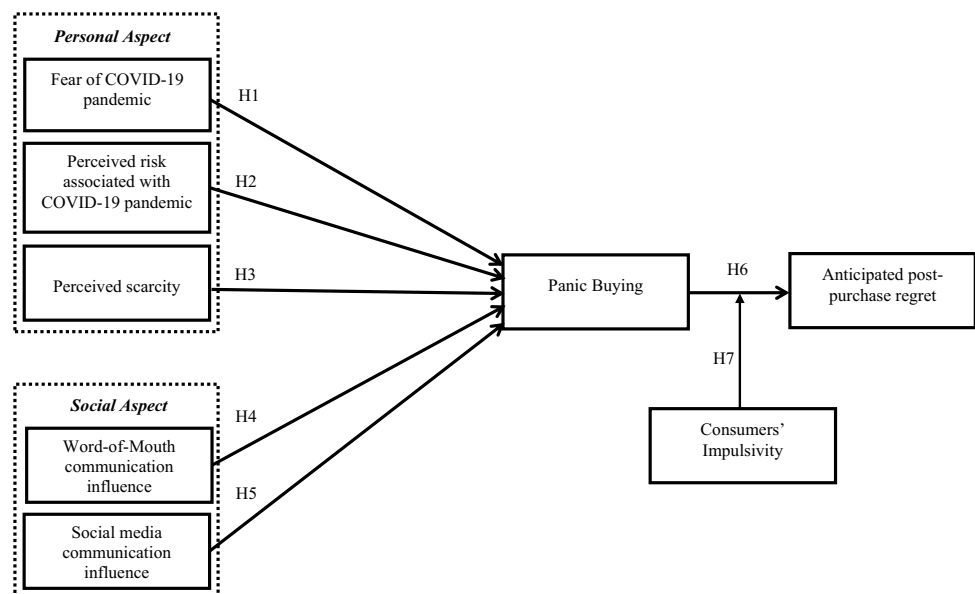 Personal Aspect
Fear of COVID-19
pandemic
H1
Perceived risk
associated with
COVID-19 pandemic
H2
Perceived scarcity
H3
Panic Buying
H6
Anticipated post-
purchase regret
H7
Consumers’
Impulsivity
Social Aspect
H4
Word-of-Mouth
communication
influence
H5
Social media
communication
influence